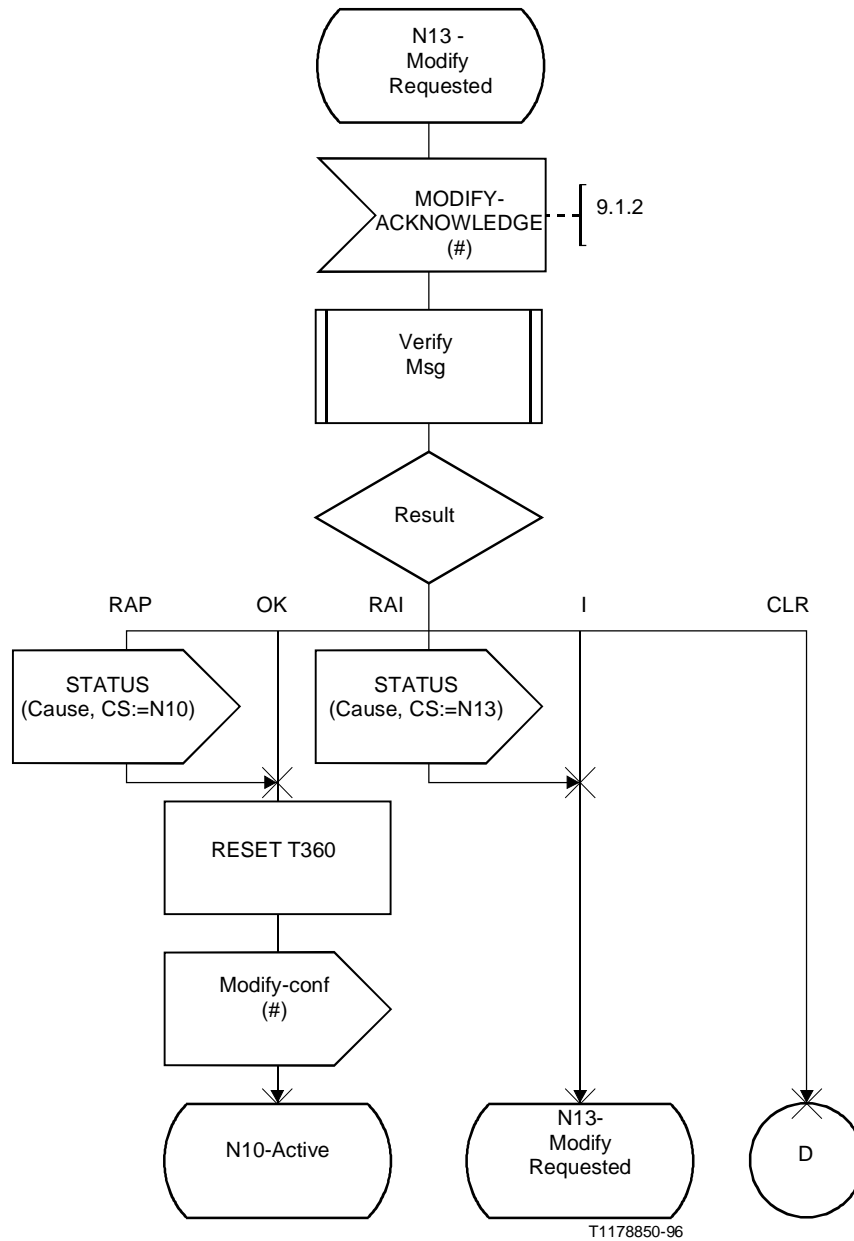 N13 -
Modify
Requested
MODIFY-
ACKNOWLEDGE
(#)
9.1.2
Verify
Msg
Result
RAP OK RAI I CLR
STATUS
(Cause, CS:=N10)
STATUS
(Cause, CS:=N13)
RESET T360
Modify-conf
(#)
N10-Active
N13-
Modify
Requested
D
T1178850-96